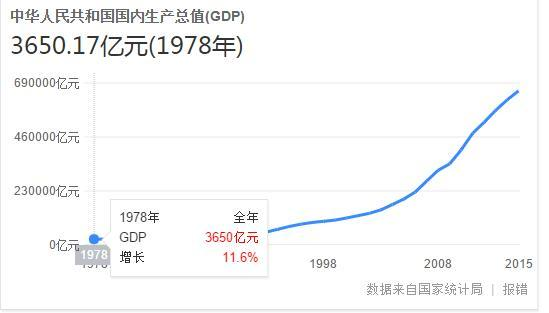 中华人民共和国国内生产总值(GDP)
3650.17亿元(1978年)
690000亿元
460000亿元
230000亿元
0亿元
1978年 全年
GDP 3650亿元
增长 11.6%
1978
1998 2008 2015
数据来自国家统计局 | 报错